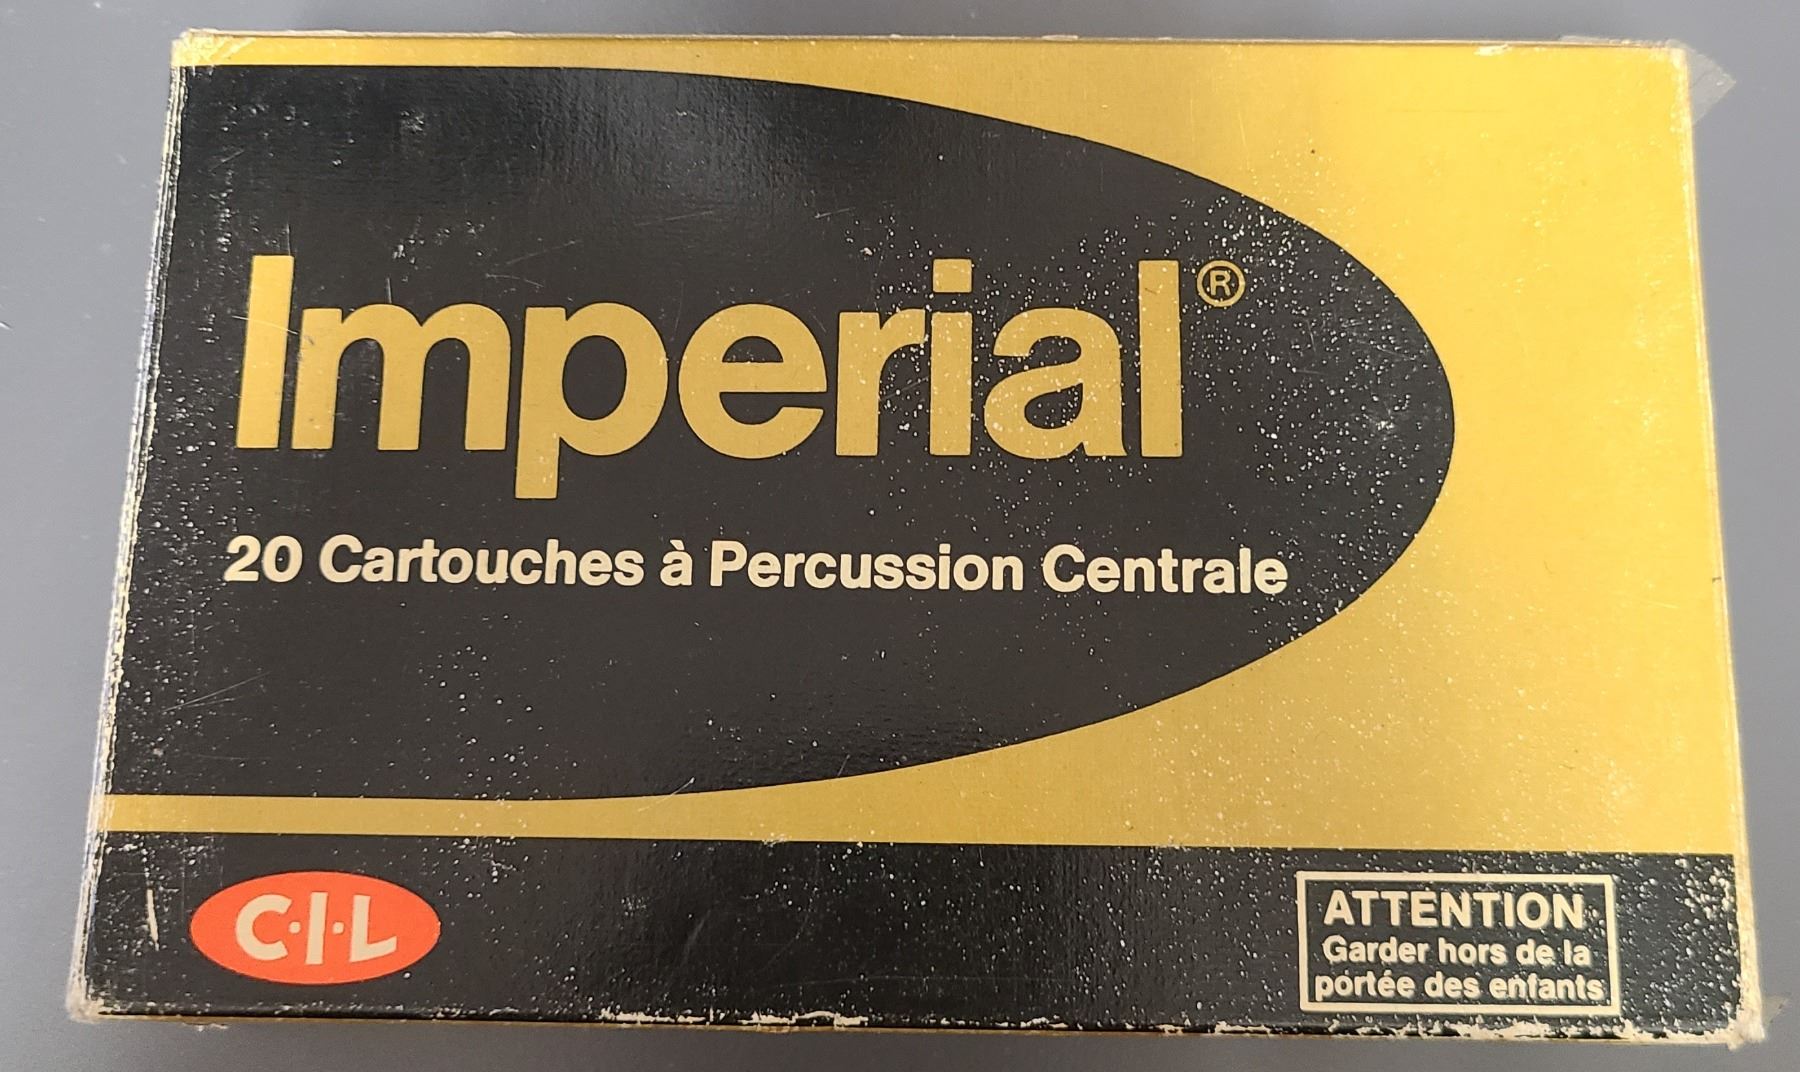 Imperial®
20 Cartouches à Percussion Centrale
C·I·L
ATTENTION
Garder hors de la
portée des enfants